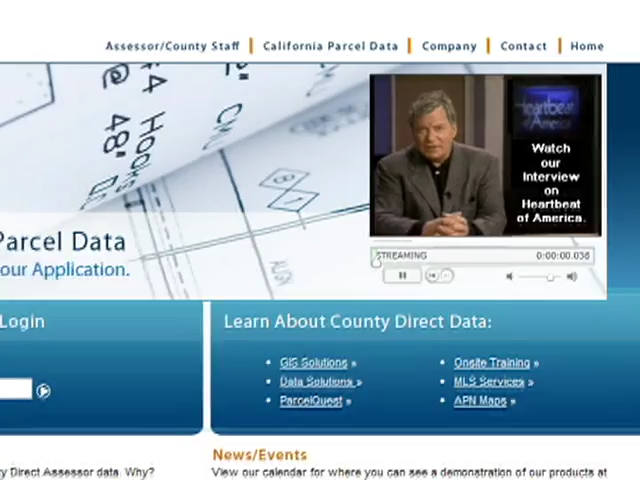 Assessor/County Staff | California Parcel Data | Company | Contact | Home
#4 Hooks
@ 48"
Heartbeat
of America
Watch
our
Interview
on
Heartbeat
of America.
STREAMING 0:00:00.038
Parcel Data
our Application.
Login
Learn About County Direct Data:
GIS Solutions »
Data Solutions »
ParcelQuest »
Onsite Training »
MLS Services »
APN Maps »
News/Events
y Direct Assessor data. Why?
View our calendar for where you can see a demonstration of our products at